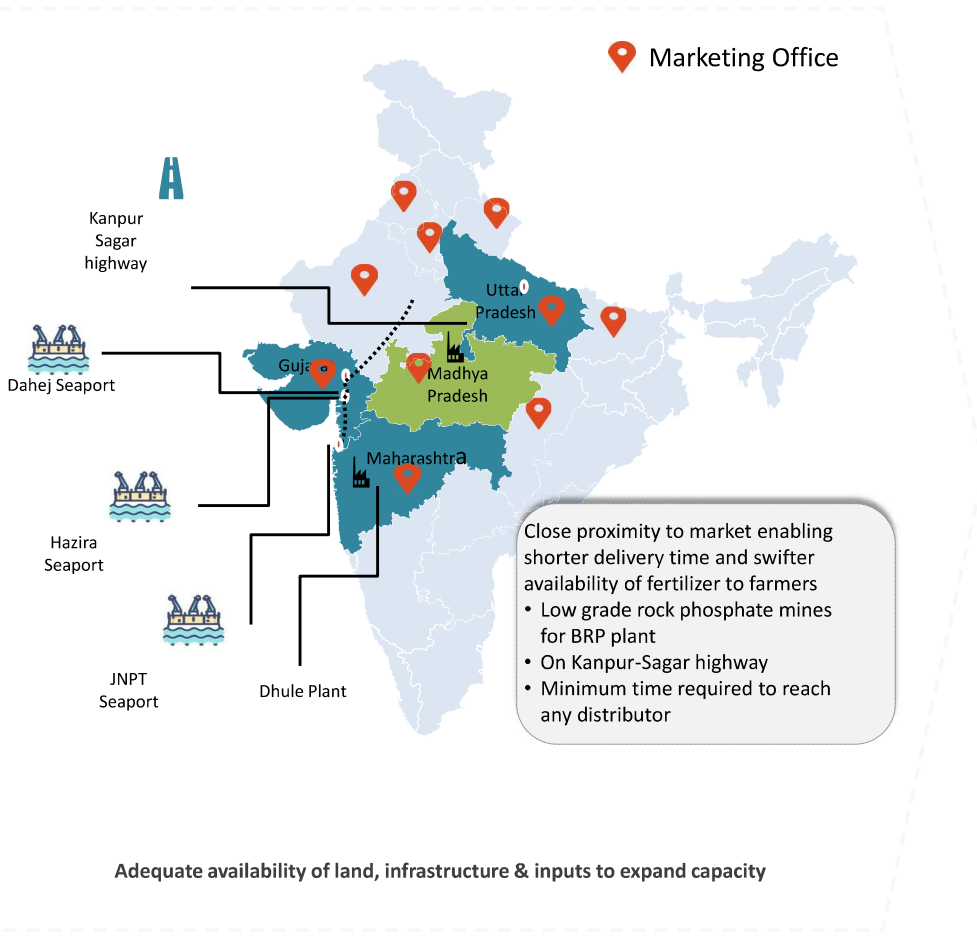 Marketing Office
Kanpur
Sagar
highway
Uttar
Pradesh
Dahej Seaport
Madhya
Pradesh
Maharashtra
Hazira
Seaport
JNPT
Seaport
Dhule Plant
Close proximity to market enabling
shorter delivery time and swifter
availability of fertilizer to farmers
• Low grade rock phosphate mines
for BRP plant
• On Kanpur-Sagar highway
• Minimum time required to reach
any distributor
Adequate availability of land, infrastructure & inputs to expand capacity